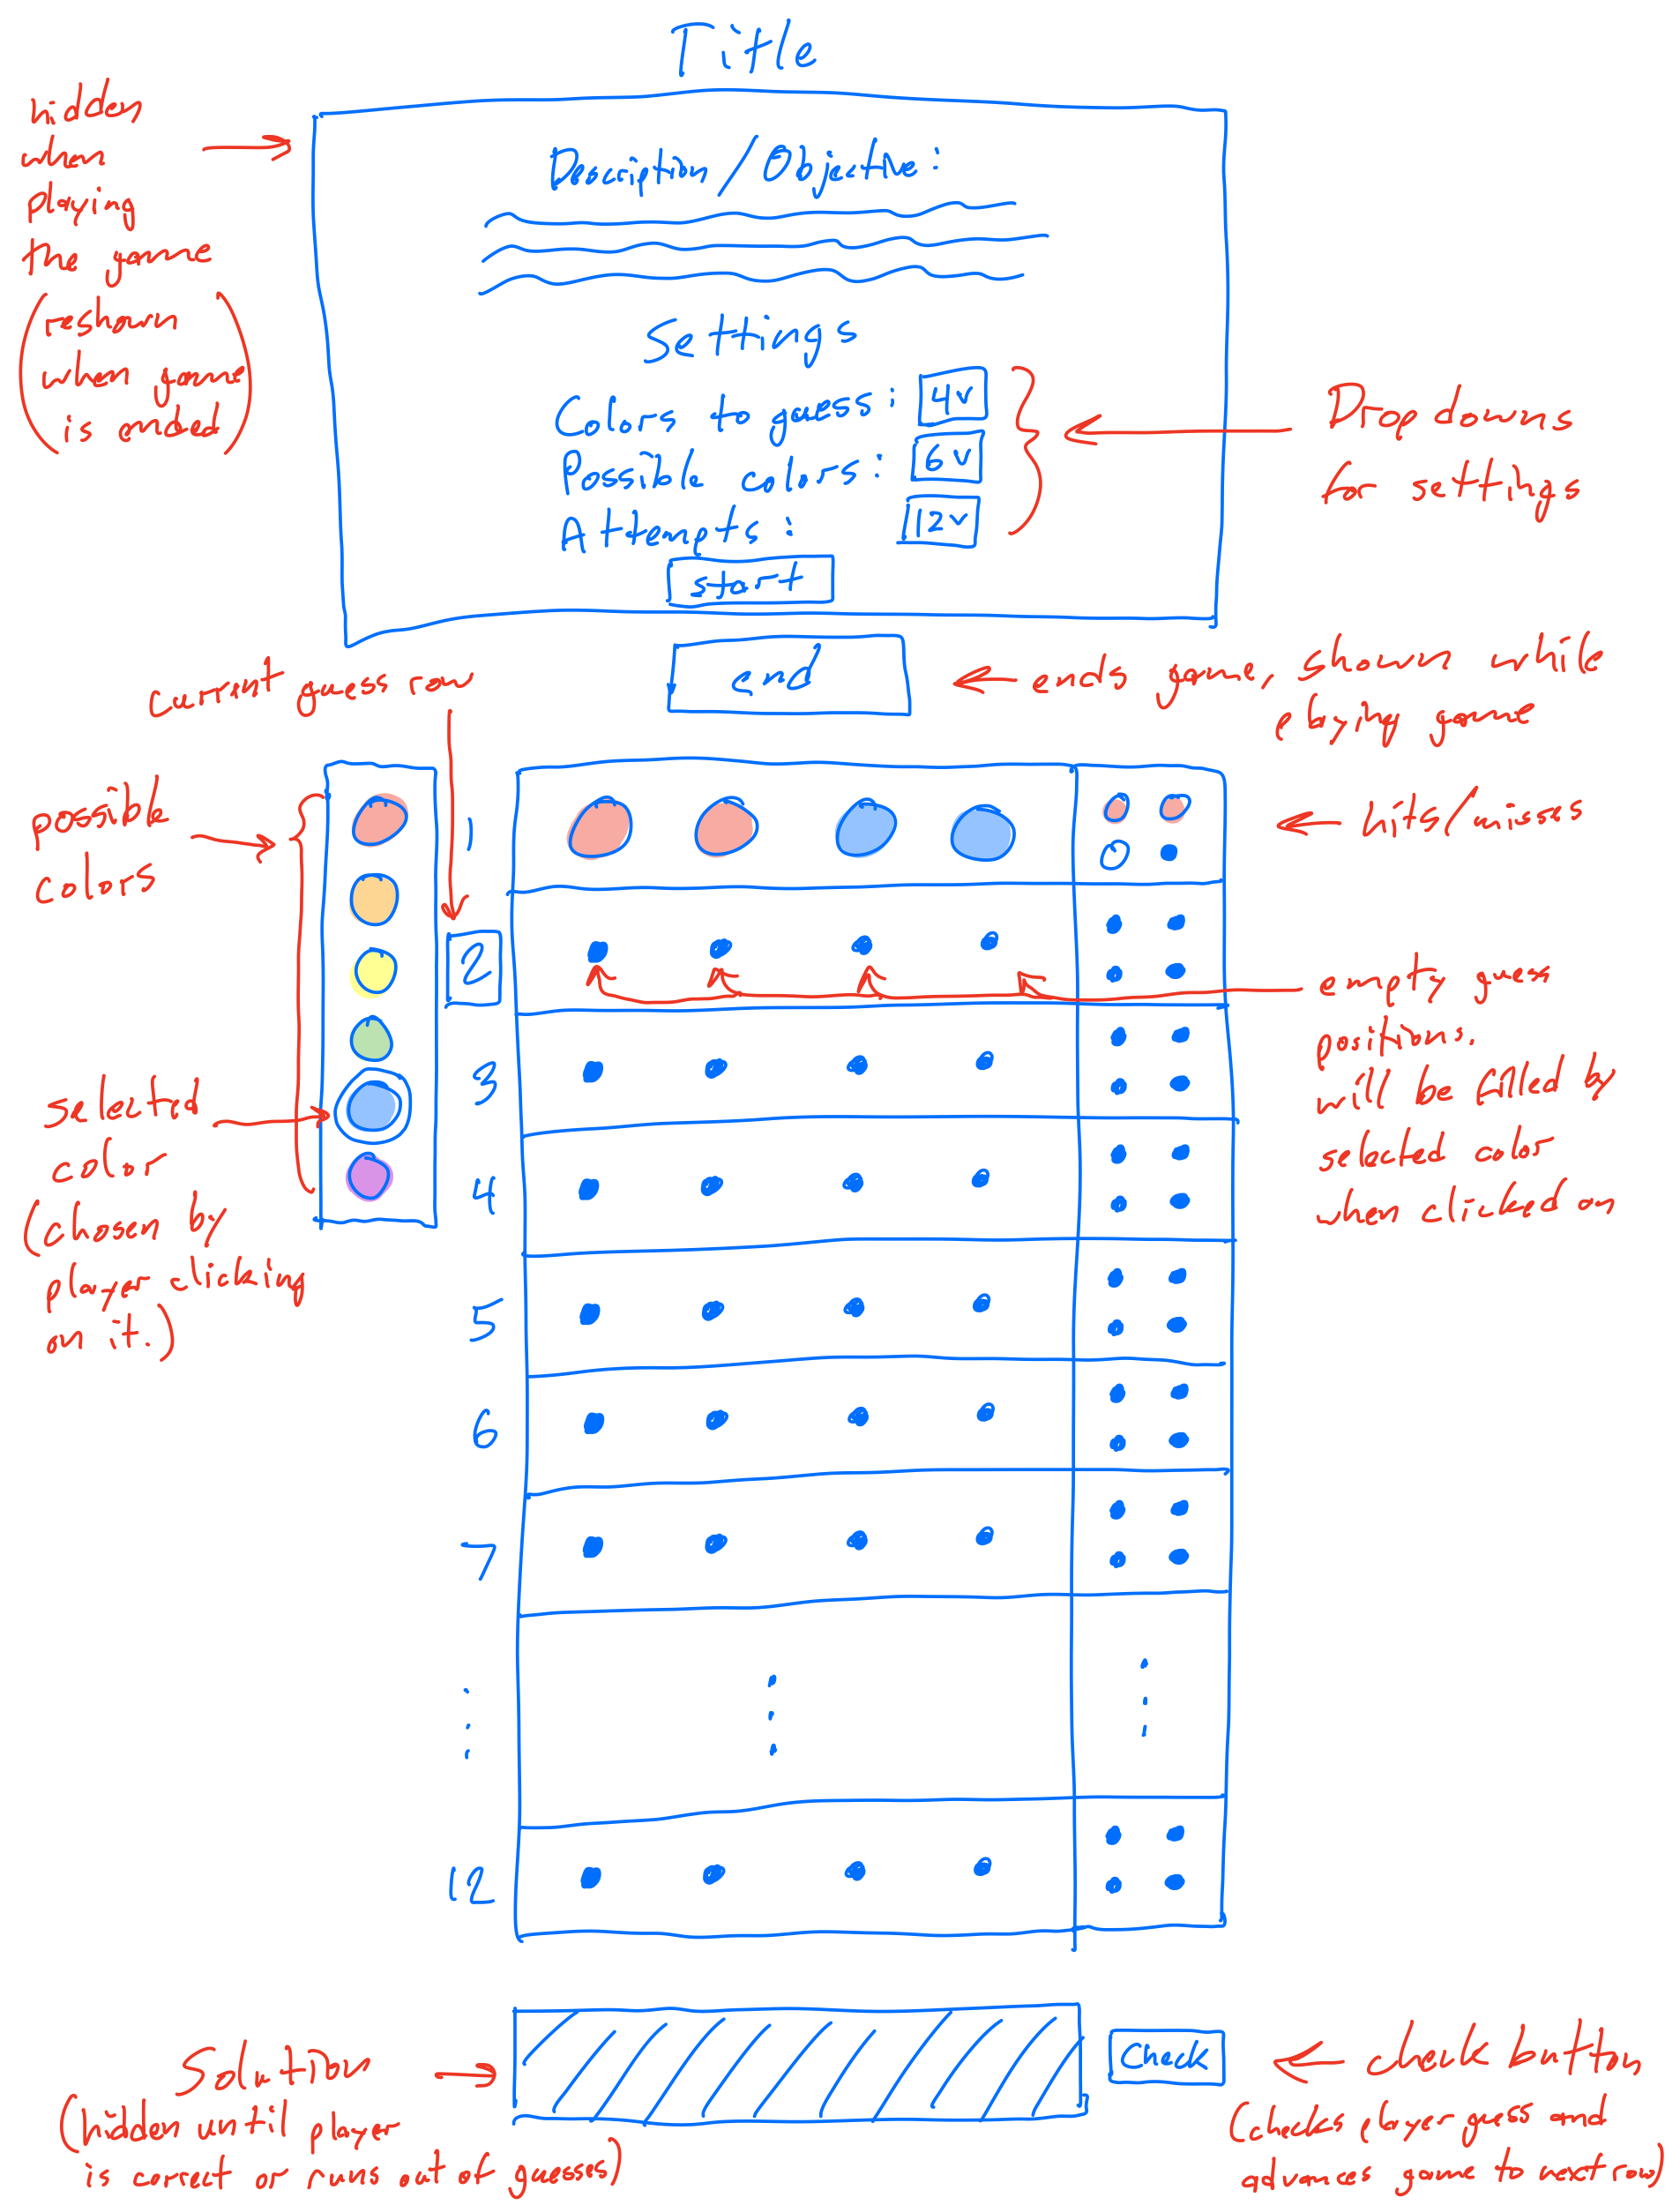 Title
hidden
when
playing
the game
(reshown
when game
is ended)
Description/Objective:
Settings
Colors to guess: 4v
Possible colors: 6v
Attempts: 12v
start
Drop downs
for settings
end
ends game, shown while
playing game
current guess row
possible
colors
1
hits/misses
2
empty guess
positions.
will be filled by
selected color
when clicked on
3
selected
color
(chosen by
player clicking
on it.)
4
5
6
7
12
Solution
(hidden until player
is correct or runs out of guesses)
Check
check button
(checks player guess and
advances game to next row)